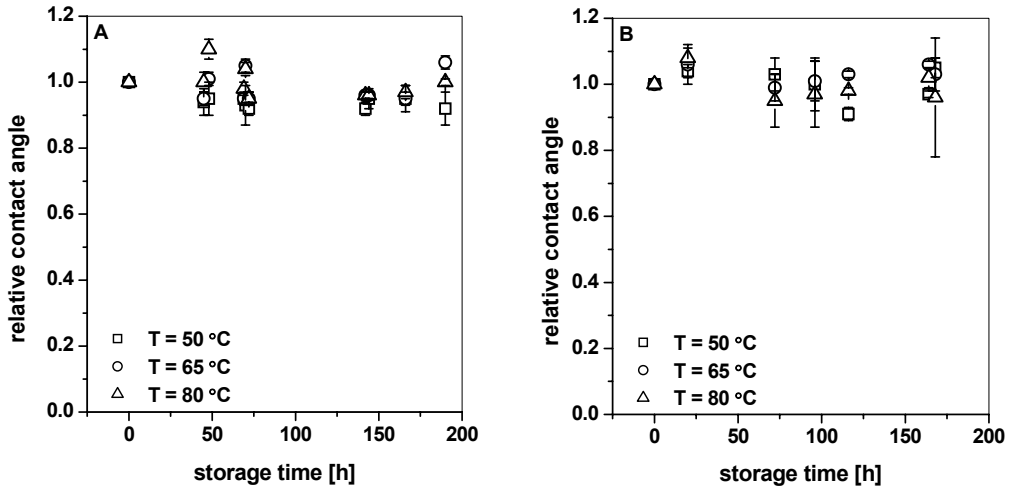 A
relative contact angle
1.2
1.0
0.8
0.6
0.4
0.2
0.0
T = 50 °C
T = 65 °C
T = 80 °C
0 50 100 150 200
storage time [h]
B
relative contact angle
1.2
1.0
0.8
0.6
0.4
0.2
0.0
T = 50 °C
T = 65 °C
T = 80 °C
0 50 100 150 200
storage time [h]